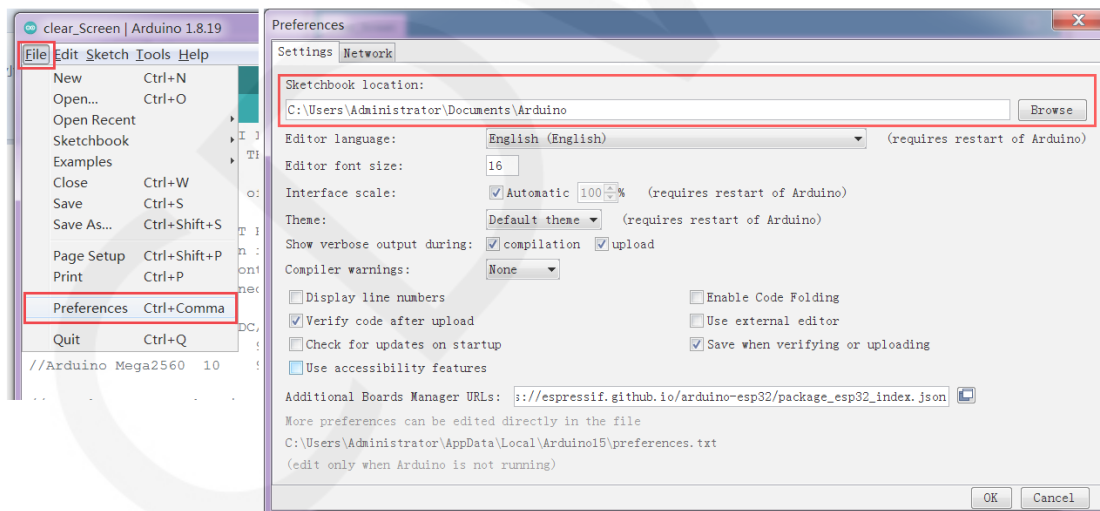 clear_Screen | Arduino 1.8.19
File Edit Sketch Tools Help
New Ctrl+N
Open... Ctrl+O
Open Recent
Sketchbook
Examples
Close Ctrl+W
Save Ctrl+S
Save As... Ctrl+Shift+S
Page Setup Ctrl+Shift+P
Print Ctrl+P
Preferences Ctrl+Comma
Quit Ctrl+Q
//Arduino Mega2560 10
Preferences
Settings Network
Sketchbook location:
C:\Users\Administrator\Documents\Arduino Browse
Editor language: English (English) (requires restart of Arduino)
Editor font size: 16
Interface scale: Automatic 100 % (requires restart of Arduino)
Theme: Default theme (requires restart of Arduino)
Show verbose output during: compilation upload
Compiler warnings: None
Display line numbers Enable Code Folding
Verify code after upload Use external editor
Check for updates on startup Save when verifying or uploading
Use accessibility features
Additional Boards Manager URLs: s://espressif.github.io/arduino-esp32/package_esp32_index.json
More preferences can be edited directly in the file
C:\Users\Administrator\AppData\Local\Arduino15\preferences.txt
(edit only when Arduino is not running)
OK Cancel